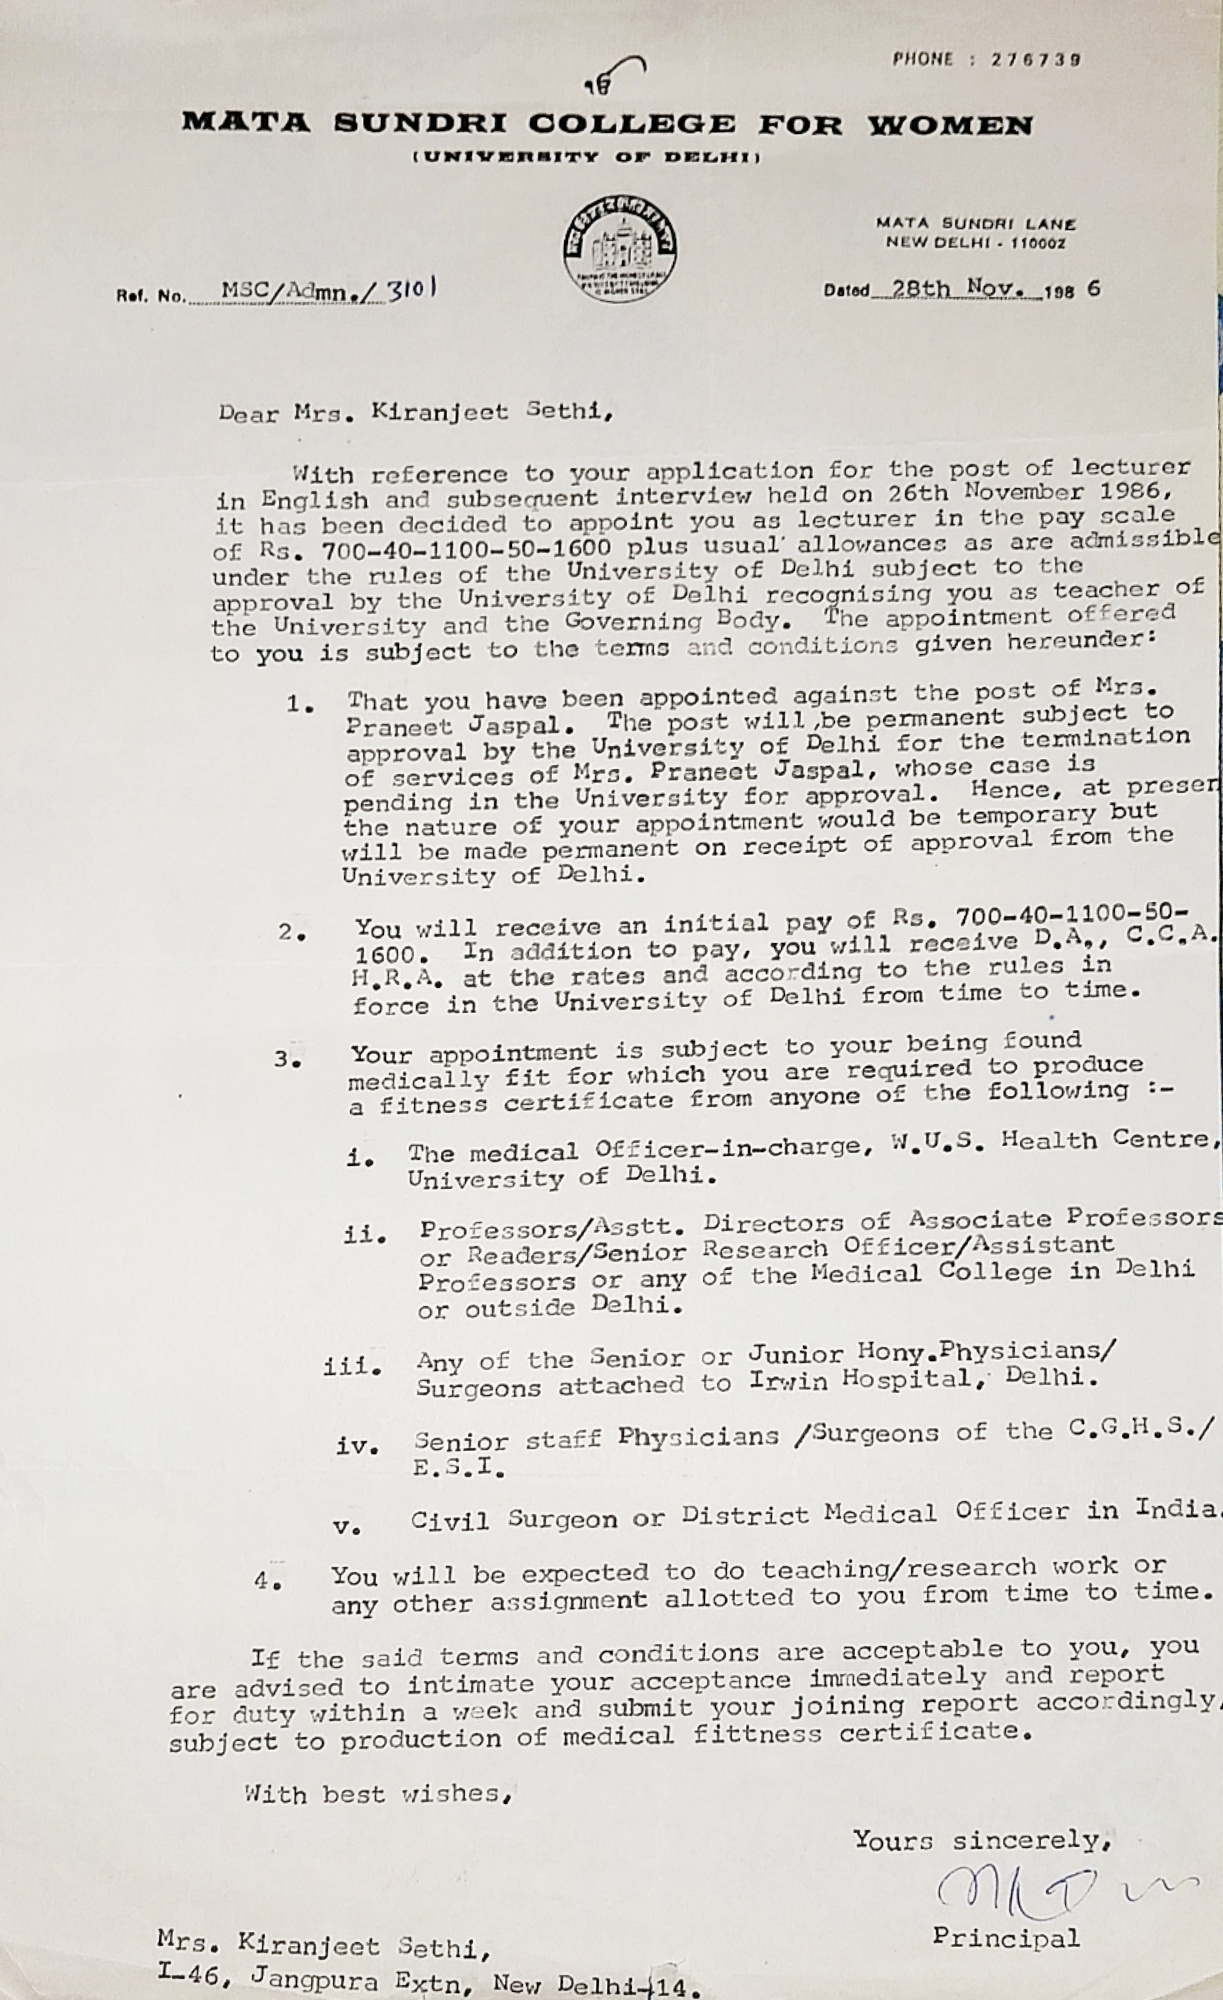 PHONE : 276739
ੴ
MATA SUNDRI COLLEGE FOR WOMEN
(UNIVERSITY OF DELHI)
MATA SUNDRI LANE
NEW DELHI - 110002
Ref. No. MSC/Admn./ 3101
Dated 28th Nov. 1986
Dear Mrs. Kiranjeet Sethi,
With reference to your application for the post of lecturer
in English and subsequent interview held on 26th November 1986,
it has been decided to appoint you as lecturer in the pay scale
of Rs. 700-40-1100-50-1600 plus usual allowances as are admissible
under the rules of the University of Delhi subject to the
approval by the University of Delhi recognising you as teacher of
the University and the Governing Body. The appointment offered
to you is subject to the terms and conditions given hereunder:
1. That you have been appointed against the post of Mrs.
Praneet Jaspal. The post will be permanent subject to
approval by the University of Delhi for the termination
of services of Mrs. Praneet Jaspal, whose case is
pending in the University for approval. Hence, at presen
the nature of your appointment would be temporary but
will be made permanent on receipt of approval from the
University of Delhi.
2. You will receive an initial pay of Rs. 700-40-1100-50-
1600. In addition to pay, you will receive D.A., C.C.A.
H.R.A. at the rates and according to the rules in
force in the University of Delhi from time to time.
3. Your appointment is subject to your being found
medically fit for which you are required to produce
a fitness certificate from anyone of the following :-
i. The medical Officer-in-charge, W.U.S. Health Centre,
University of Delhi.
ii. Professors/Asstt. Directors of Associate Professors
or Readers/Senior Research Officer/Assistant
Professors or any of the Medical College in Delhi
or outside Delhi.
iii. Any of the Senior or Junior Hony.Physicians/
Surgeons attached to Irwin Hospital, Delhi.
iv. Senior staff Physicians /Surgeons of the C.G.H.S./
E.S.I.
v. Civil Surgeon or District Medical Officer in India.
4. You will be expected to do teaching/research work or
any other assignment allotted to you from time to time.
If the said terms and conditions are acceptable to you, you
are advised to intimate your acceptance immediately and report
for duty within a week and submit your joining report accordingly,
subject to production of medical fittness certificate.
With best wishes,
Yours sincerely,
Principal
Mrs. Kiranjeet Sethi,
I-46, Jangpura Extn, New Delhi-14.